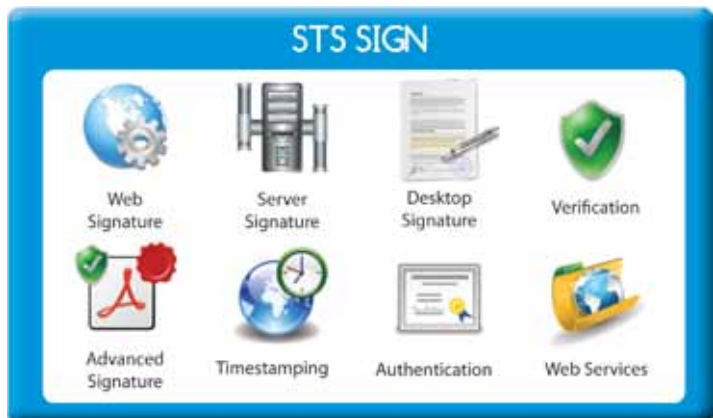 STS SIGN
Web
Signature
Server
Signature
Desktop
Signature
Verification
Advanced
Signature
Timestamping
Authentication
Web Services